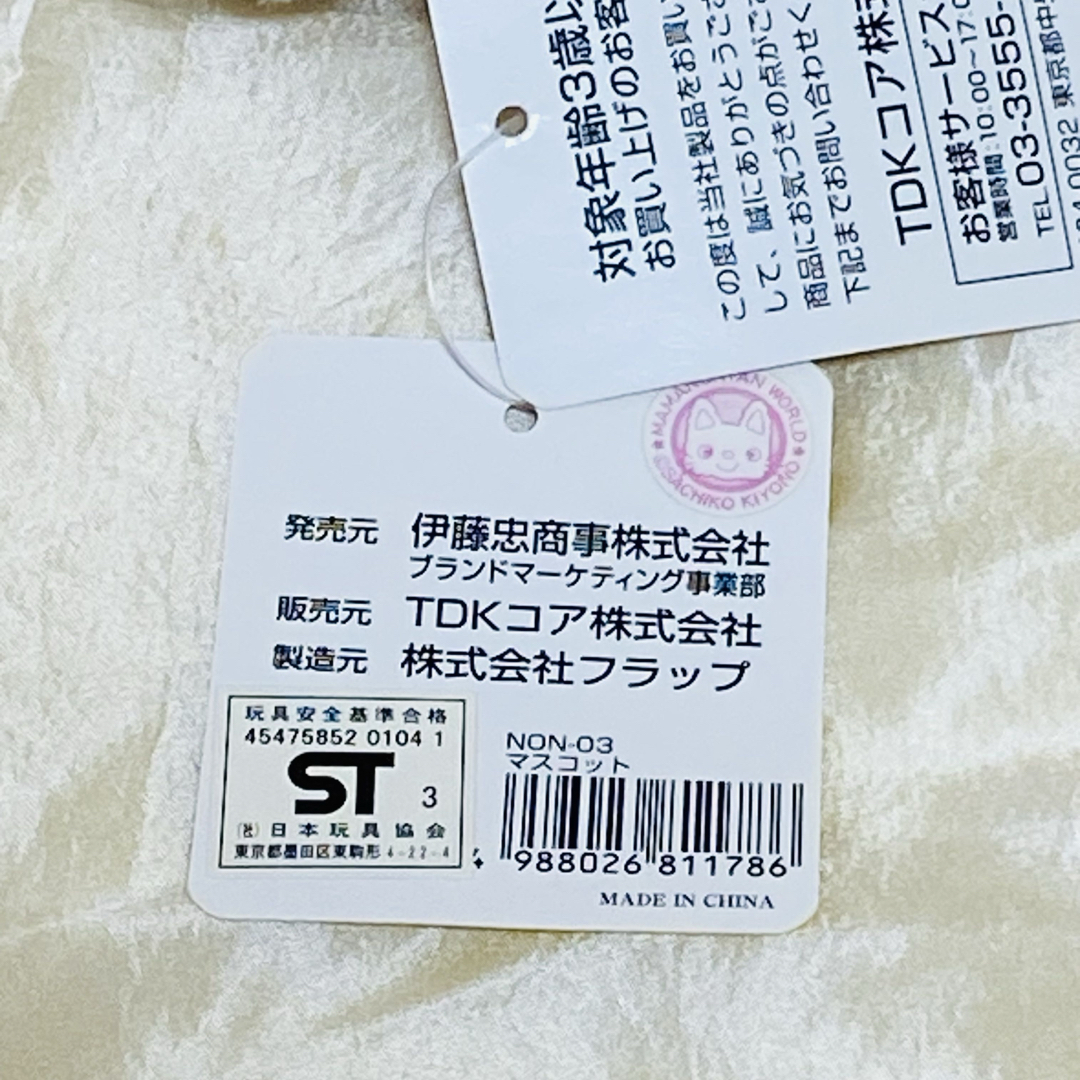 対象年齢3歳以
お買い上げのお客
この度は当社製品をお買い
して、誠にありがとうござ
商品にお気づきの点がござ
下記までお問い合わせく
TDKコア株式
お客様サービス
営業時間:10:00~17:0
TEL 03-3555-
0032 東京都中
WORLD
SACHIKO KIYONO
発売元 伊藤忠商事株式会社
ブランドマーケティング事業部
販売元 TDKコア株式会社
製造元 株式会社フラップ
玩具安全基準合格
45475852 0104 1
ST 3
(社)日本玩具協会
東京都墨田区東駒形 4-22-4
NON-03
マスコット
988026 811786
MADE IN CHINA